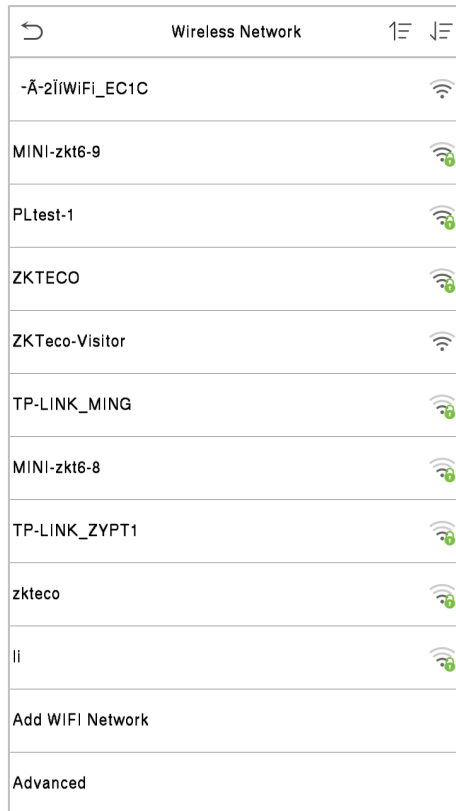 Wireless Network
-Ã-2ÏíWiFi_EC1C
MINI-zkt6-9
PLtest-1
ZKTECO
ZKTeco-Visitor
TP-LINK_MING
MINI-zkt6-8
TP-LINK_ZYPT1
zkteco
li
Add WIFI Network
Advanced